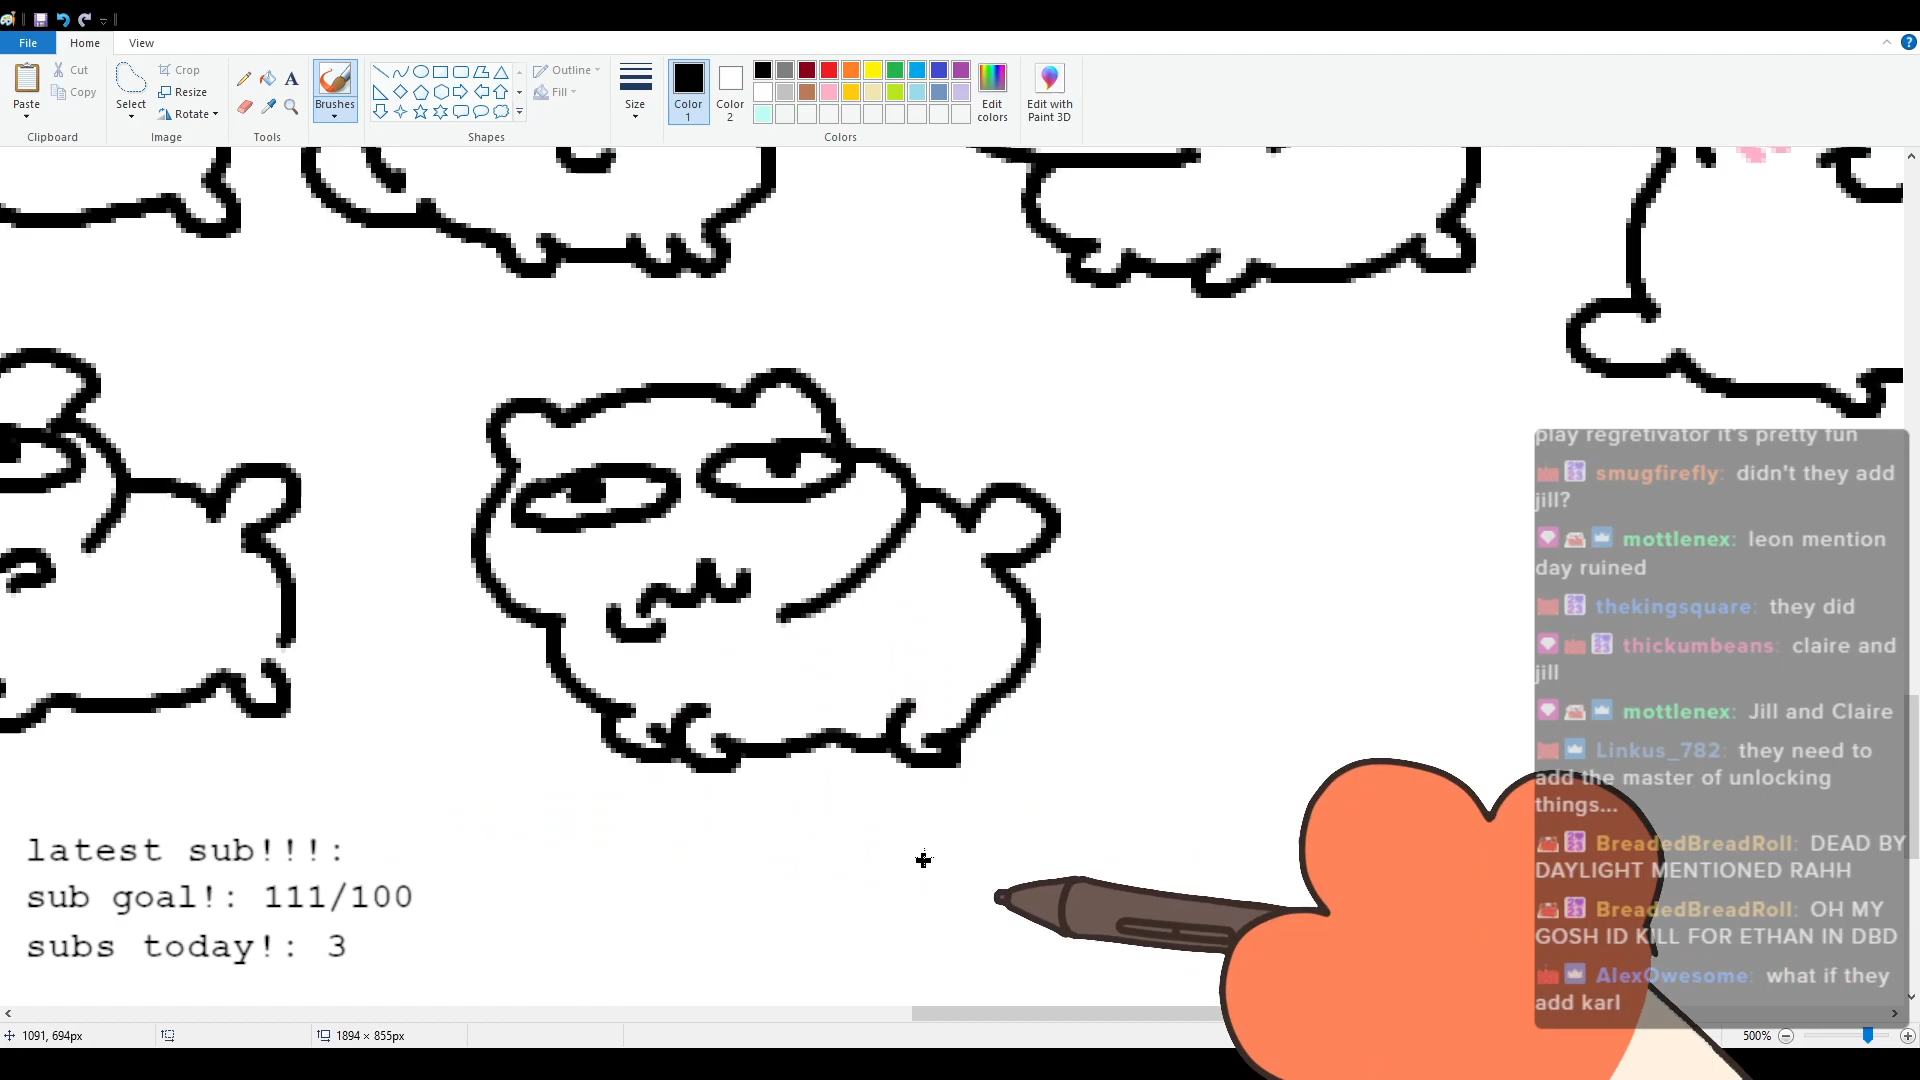 File Home View
Paste
Cut
Copy
Clipboard
Select
Crop
Resize
Rotate
Image
A
Tools
Brushes
Shapes
Outline
Fill
Size
Color 1
Color 2
Edit colors
Colors
Edit with Paint 3D
play regretivator it's pretty fun
smugfirefly: didn't they add
jill?
mottlenex: leon mention
day ruined
thekingsquare: they did
thickumbeans: claire and
jill
mottlenex: Jill and Claire
Linkus_782: they need to
add the master of unlocking
things...
BreadedBreadRoll: DEAD BY
DAYLIGHT MENTIONED RAHH
BreadedBreadRoll: OH MY
GOSH ID KILL FOR ETHAN IN DBD
AlexOwesome: what if they
add karl
latest sub!!!:
sub goal!: 111/100
subs today!: 3
1091, 694px
1894 × 855px
500%